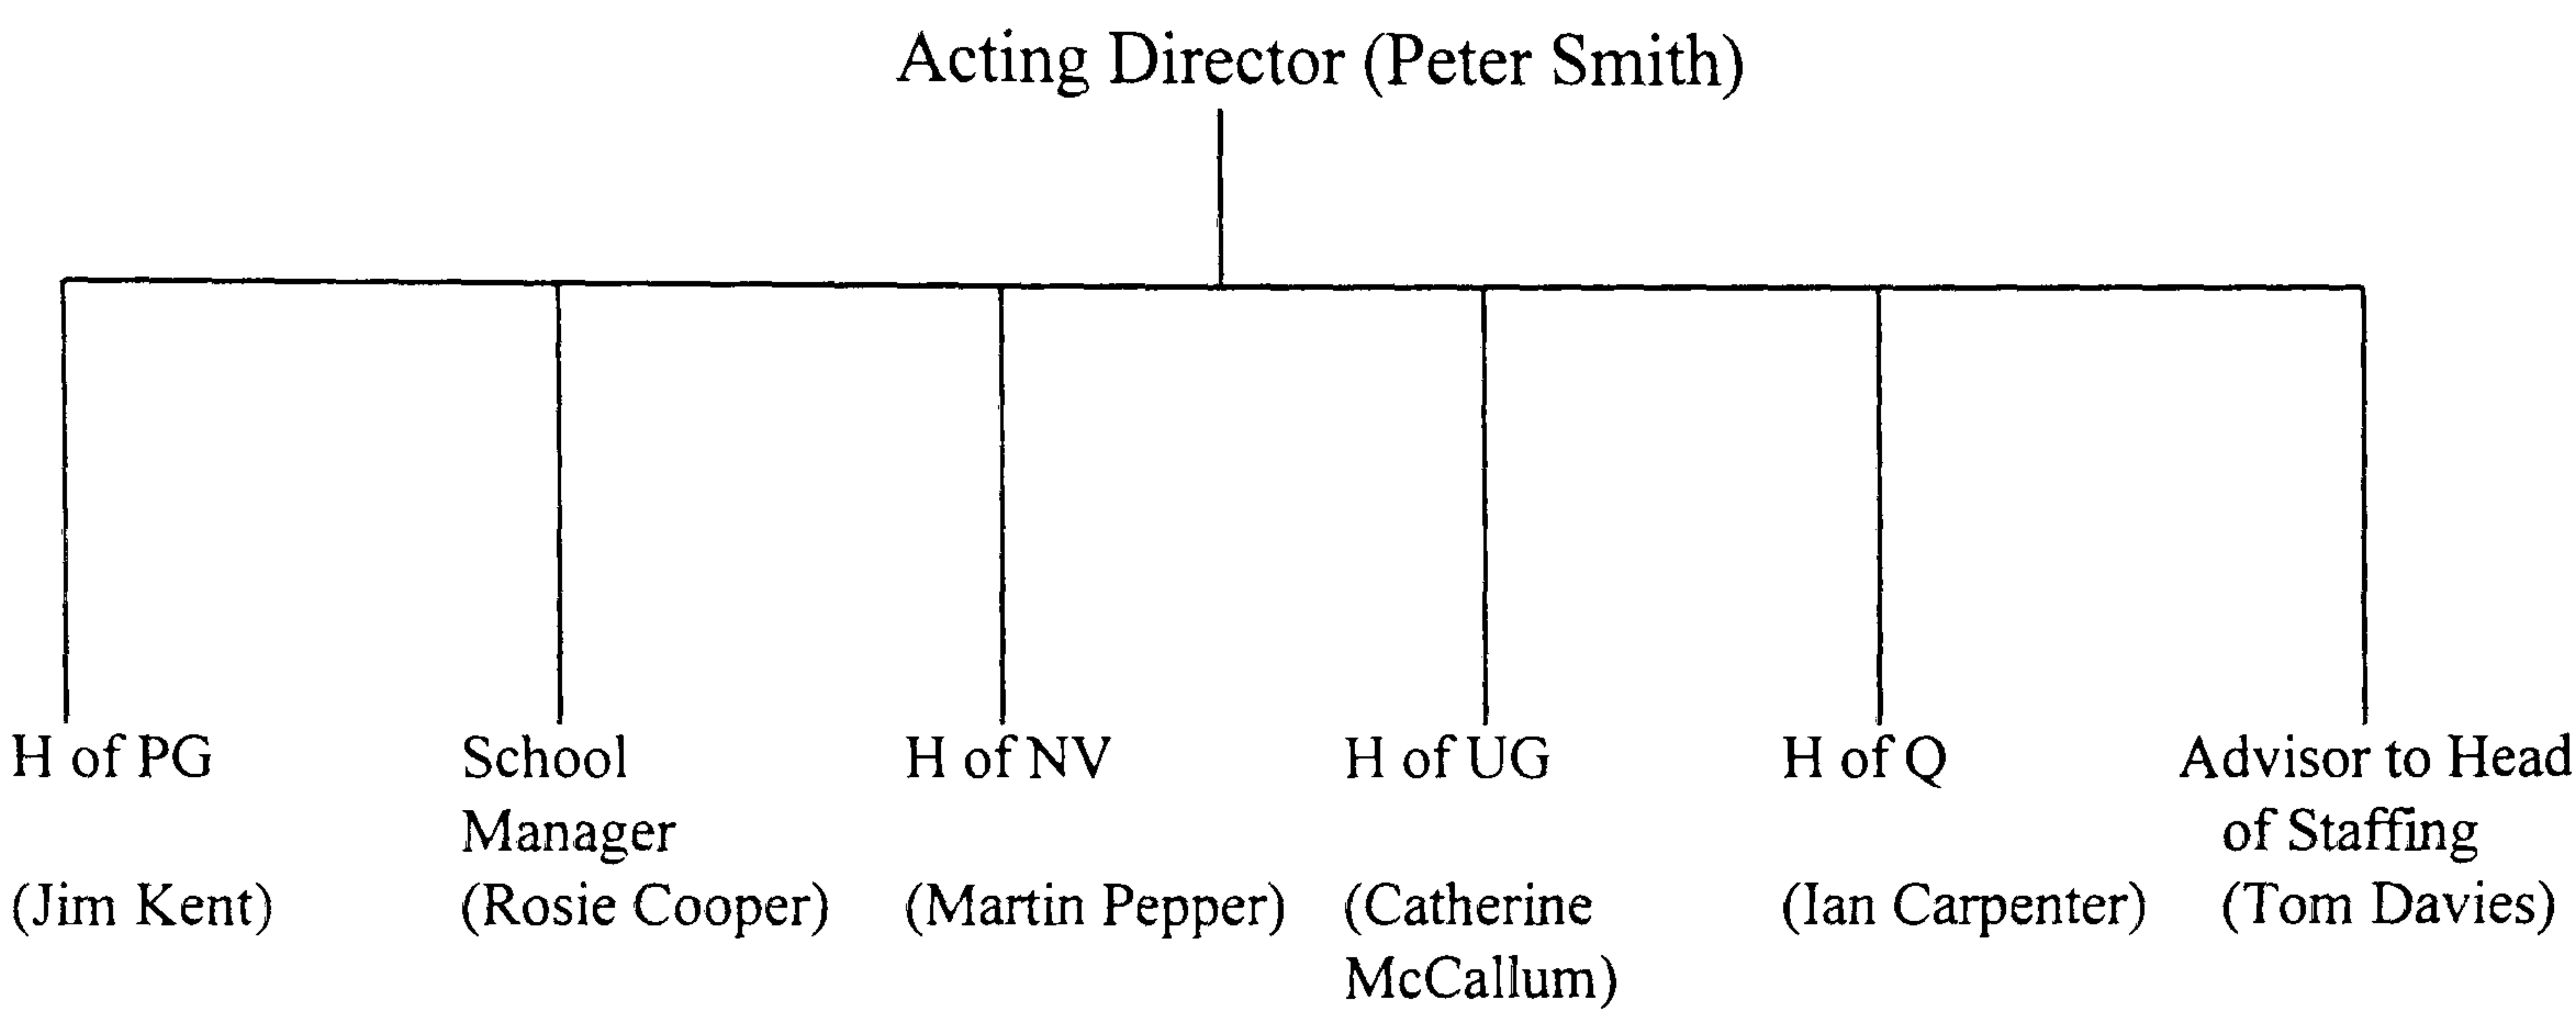 Acting Director (Peter Smith)
H of PG
(Jim Kent)
School
Manager
(Rosie Cooper)
H of NV
(Martin Pepper)
H of UG
(Catherine
McCallum)
H of Q
(Ian Carpenter)
Advisor to Head
of Staffing
(Tom Davies)